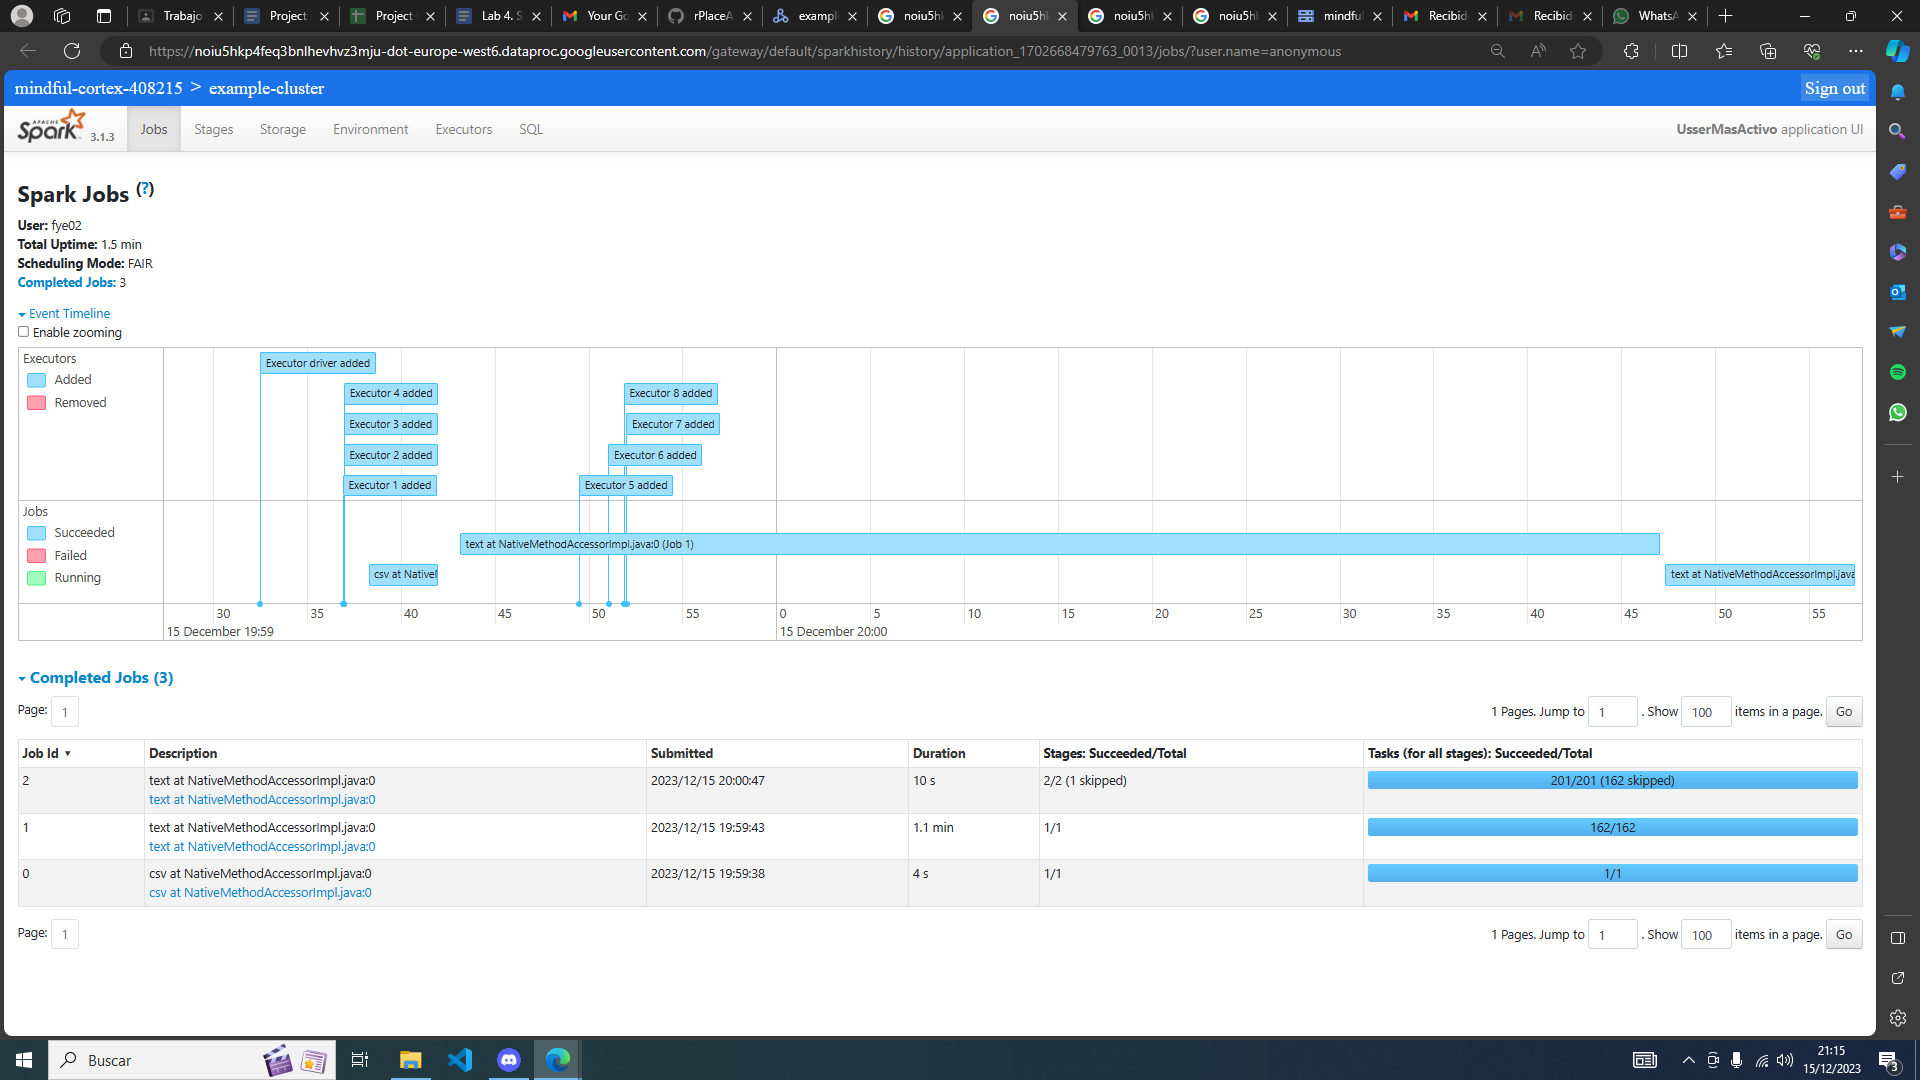 Trabajo
Project
Project
Lab 4. S
Your Go
rPlaceA
exampl
noiu5hk
noiu5hk
noiu5hk
noiu5hk
mindful
Recibid
Recibid
WhatsA
https://noiu5hkp4feq3bnlhevhvz3mju-dot-europe-west6.dataproc.googleusercontent.com/gateway/default/sparkhistory/history/application_1702668479763_0013/jobs/?user.name=anonymous
mindful-cortex-408215 > example-cluster
Sign out
APACHE Spark 3.1.3
Jobs
Stages
Storage
Environment
Executors
SQL
UsserMasActivo application UI
Spark Jobs (?)
User: fye02
Total Uptime: 1.5 min
Scheduling Mode: FAIR
Completed Jobs: 3
Event Timeline
Enable zooming
Executors
Added
Removed
Executor driver added
Executor 4 added
Executor 8 added
Executor 3 added
Executor 7 added
Executor 2 added
Executor 6 added
Executor 1 added
Executor 5 added
Jobs
Succeeded
Failed
Running
text at NativeMethodAccessorImpl.java:0 (Job 1)
csv at NativeM
text at NativeMethodAccessorImpl.java
30 35 40 45 50 55 0 5 10 15 20 25 30 35 40 45 50 55
15 December 19:59
15 December 20:00
Completed Jobs (3)
Page: 1
1 Pages. Jump to 1 . Show 100 items in a page. Go
Job Id ▾ Description Submitted Duration Stages: Succeeded/Total Tasks (for all stages): Succeeded/Total
2 text at NativeMethodAccessorImpl.java:0 2023/12/15 20:00:47 10 s 2/2 (1 skipped) 201/201 (162 skipped)
text at NativeMethodAccessorImpl.java:0
1 text at NativeMethodAccessorImpl.java:0 2023/12/15 19:59:43 1.1 min 1/1 162/162
text at NativeMethodAccessorImpl.java:0
0 csv at NativeMethodAccessorImpl.java:0 2023/12/15 19:59:38 4 s 1/1 1/1
csv at NativeMethodAccessorImpl.java:0
Page: 1
1 Pages. Jump to 1 . Show 100 items in a page. Go
Buscar
21:15
15/12/2023
3